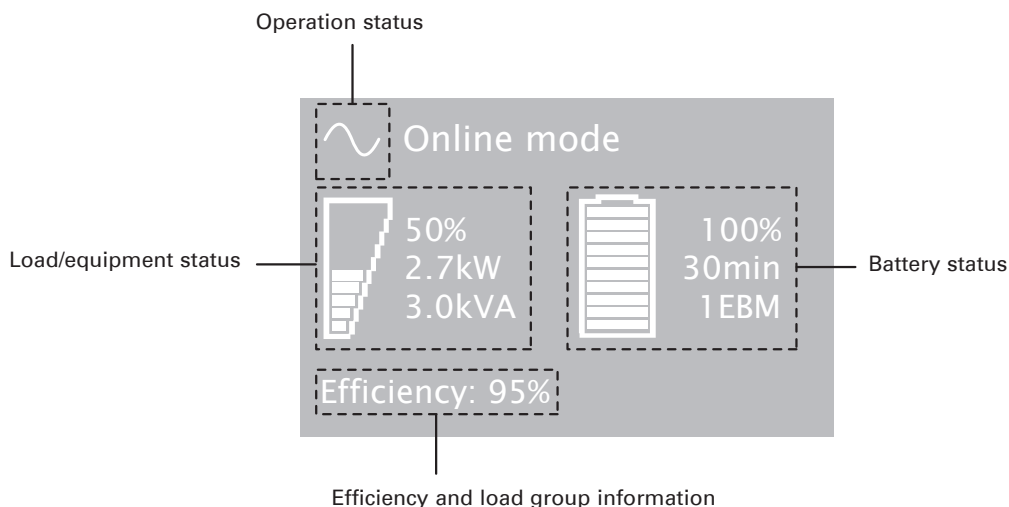 Operation status
Online mode
Load/equipment status
50%
2.7kW
3.0kVA
100%
30min
1EBM
Battery status
Efficiency: 95%
Efficiency and load group information